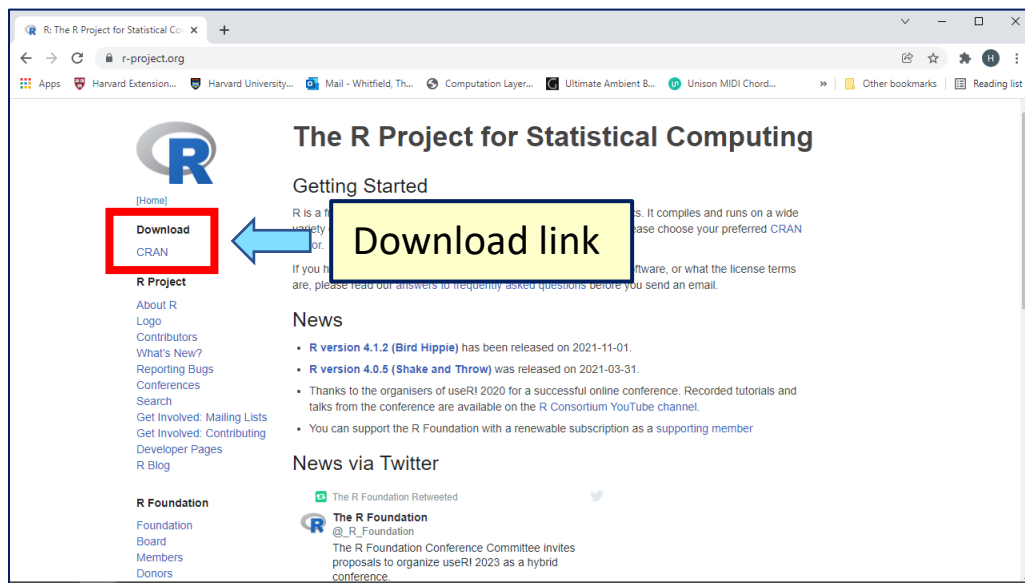 R: The R Project for Statistical Co
r-project.org
H
Apps
Harvard Extension...
Harvard University...
Mail - Whitfield, Th...
Computation Layer...
Ultimate Ambient B...
Unison MIDI Chord...
»
Other bookmarks
Reading list
R
[Home]
Download
CRAN
R Project
About R
Logo
Contributors
What's New?
Reporting Bugs
Conferences
Search
Get Involved: Mailing Lists
Get Involved: Contributing
Developer Pages
R Blog
R Foundation
Foundation
Board
Members
Donors
The R Project for Statistical Computing
Getting Started
R is a cs. It compiles and runs on a wide
variety ease choose your preferred CRAN
or.
Download link
If you h ftware, or what the license terms
are, please read our answers to frequently asked questions before you send an email.
News
• R version 4.1.2 (Bird Hippie) has been released on 2021-11-01.
• R version 4.0.5 (Shake and Throw) was released on 2021-03-31.
• Thanks to the organisers of useR! 2020 for a successful online conference. Recorded tutorials and
talks from the conference are available on the R Consortium YouTube channel.
• You can support the R Foundation with a renewable subscription as a supporting member
News via Twitter
The R Foundation Retweeted
The R Foundation
@_R_Foundation
The R Foundation Conference Committee invites
proposals to organize useR! 2023 as a hybrid
conference.